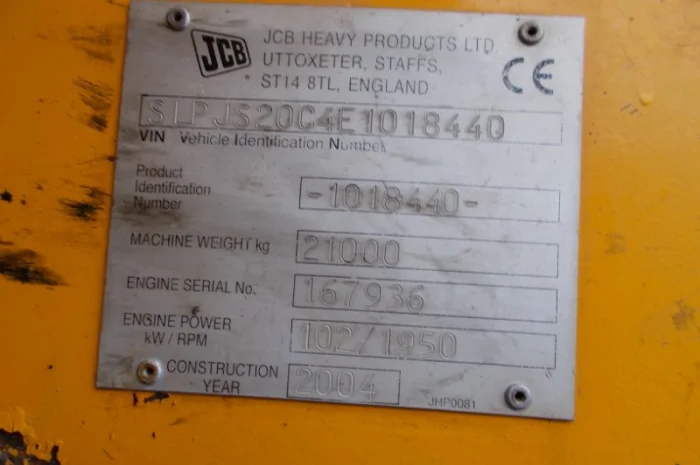 JCB
JCB HEAVY PRODUCTS LTD.
UTTOXETER, STAFFS,
ST14 8TL, ENGLAND
CE
SLPJS20C4E1018440
VIN Vehicle Identification Number
Product
Identification
Number
-1018440-
MACHINE WEIGHT kg
21000
ENGINE SERIAL No.
167936
ENGINE POWER
kW / RPM
102/1950
CONSTRUCTION
YEAR
2004
JHP0081